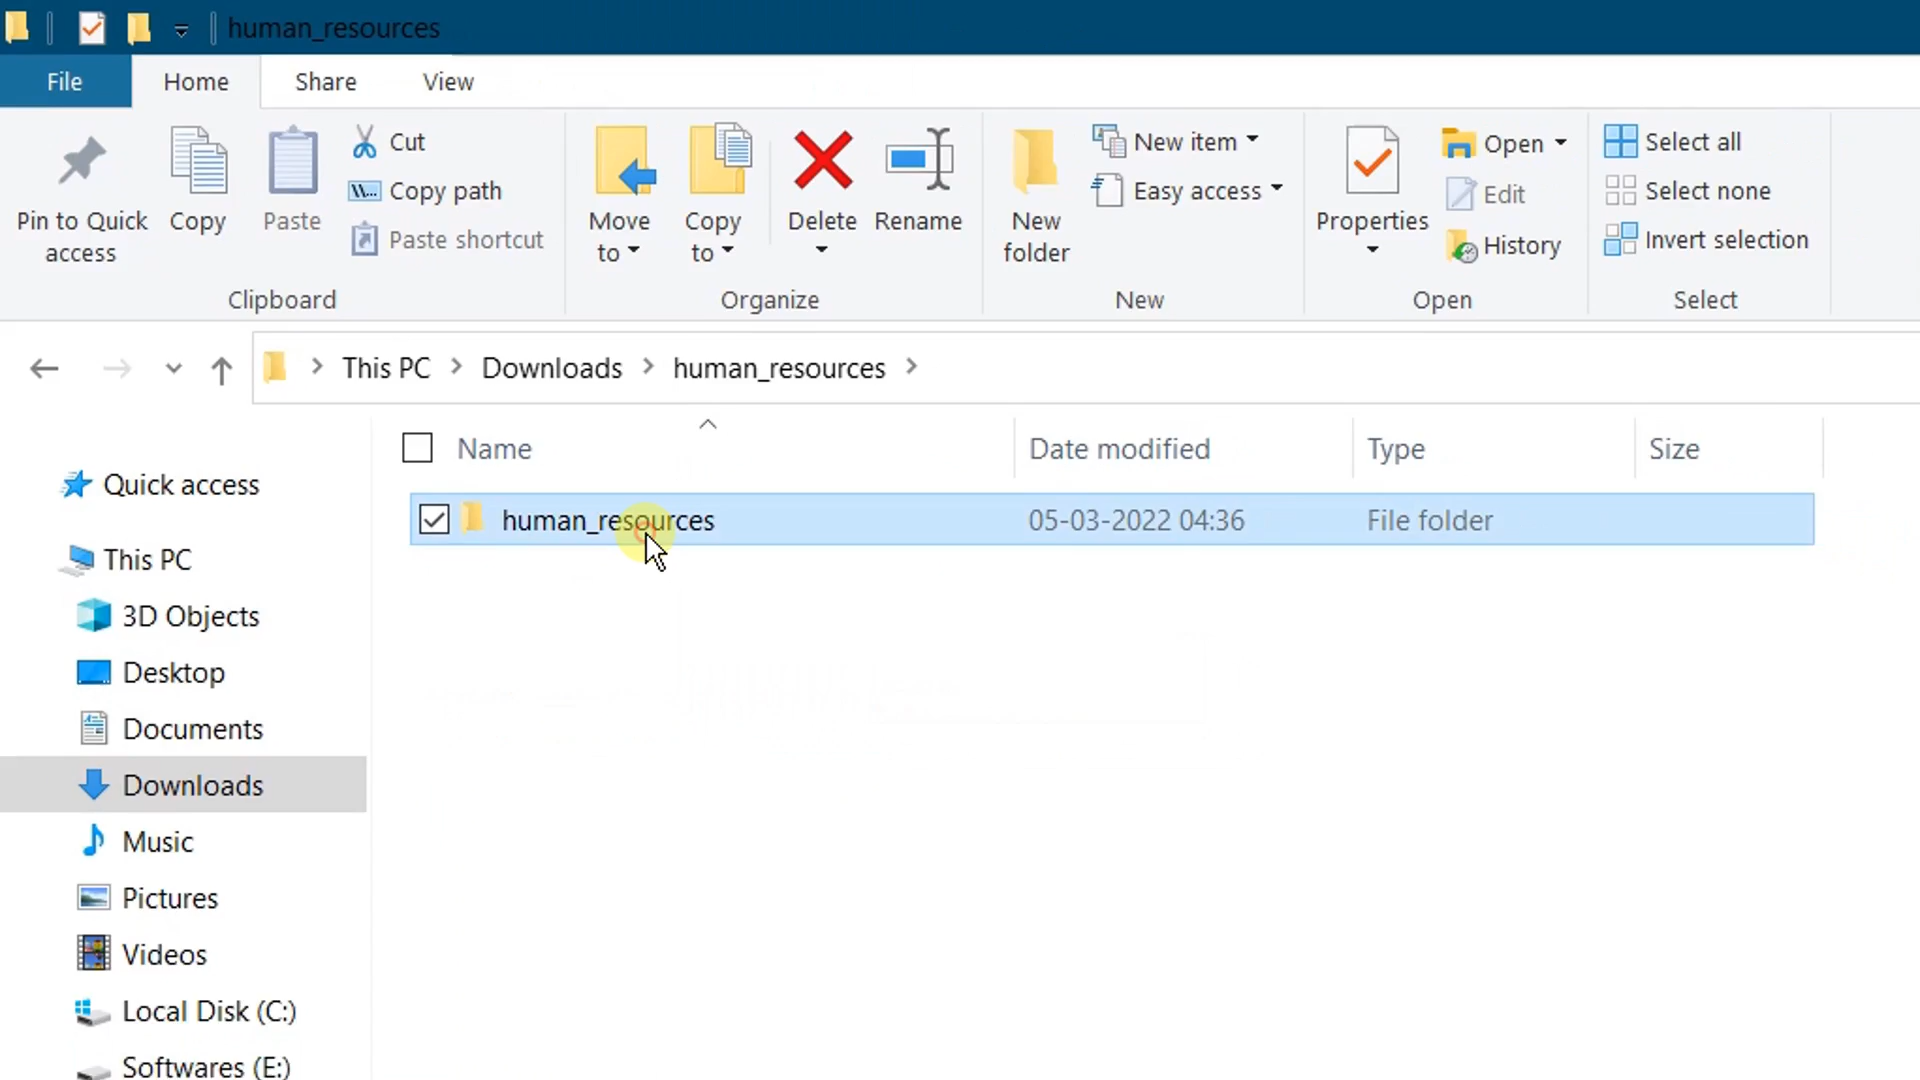 human_resources
File
Home
Share
View
Pin to Quick
access
Copy
Paste
Cut
Copy path
Paste shortcut
Clipboard
Move
to
Copy
to
Delete
Rename
Organize
New
folder
New item
Easy access
New
Properties
Open
Edit
History
Open
Select all
Select none
Invert selection
Select
This PC
Downloads
human_resources
Name
Date modified
Type
Size
human_resources
05-03-2022 04:36
File folder
Quick access
This PC
3D Objects
Desktop
Documents
Downloads
Music
Pictures
Videos
Local Disk (C:)
Softwares (E:)